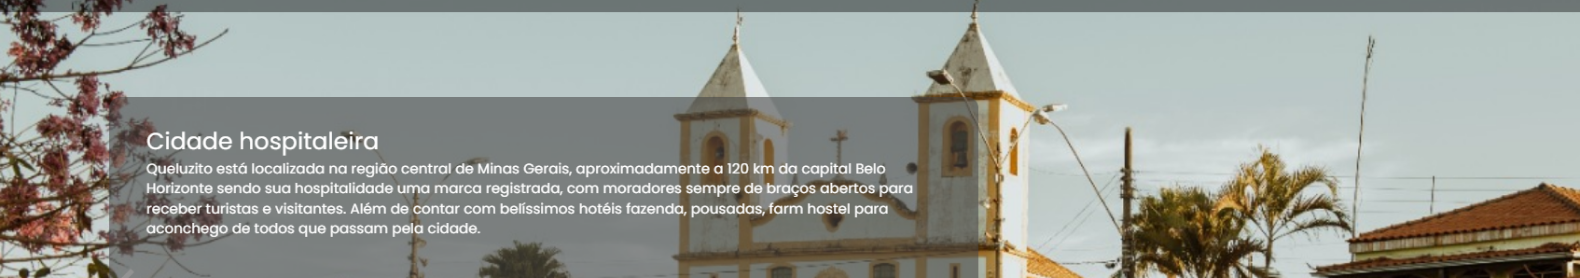 Cidade hospitaleira
Queluzito está localizada na região central de Minas Gerais, aproximadamente a 120 km da capital Belo
Horizonte sendo sua hospitalidade uma marca registrada, com moradores sempre de braços abertos para
receber turistas e visitantes. Além de contar com belíssimos hotéis fazenda, pousadas, farm hostel para
aconchego de todos que passam pela cidade.